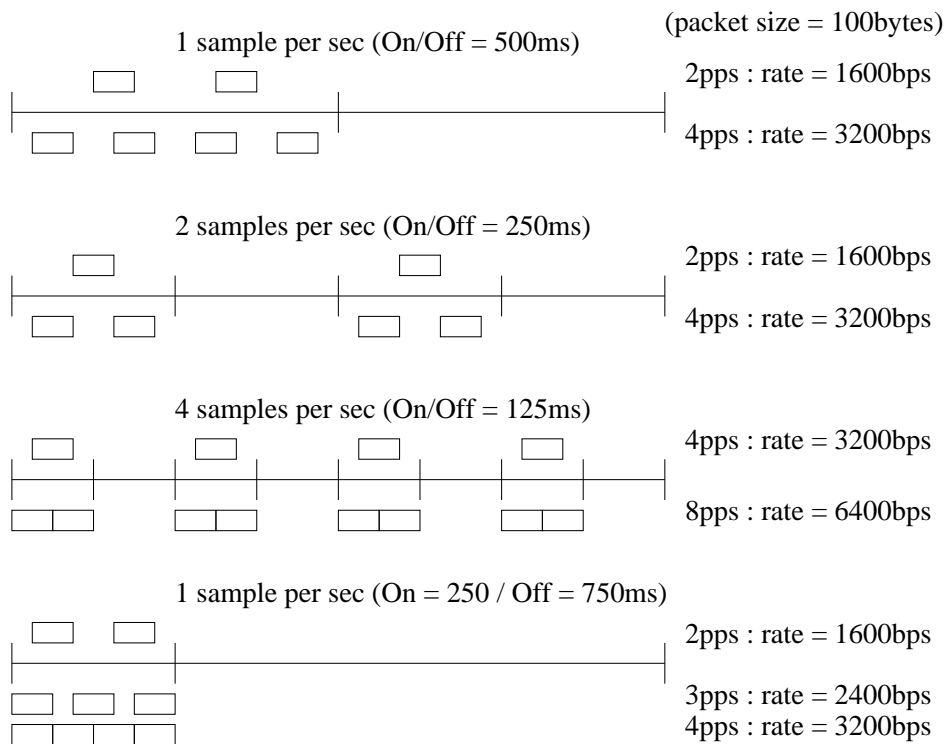 (packet size = 100bytes)
1 sample per sec (On/Off = 500ms)
2pps : rate = 1600bps
4pps : rate = 3200bps
2 samples per sec (On/Off = 250ms)
2pps : rate = 1600bps
4pps : rate = 3200bps
4 samples per sec (On/Off = 125ms)
4pps : rate = 3200bps
8pps : rate = 6400bps
1 sample per sec (On = 250 / Off = 750ms)
2pps : rate = 1600bps
3pps : rate = 2400bps
4pps : rate = 3200bps